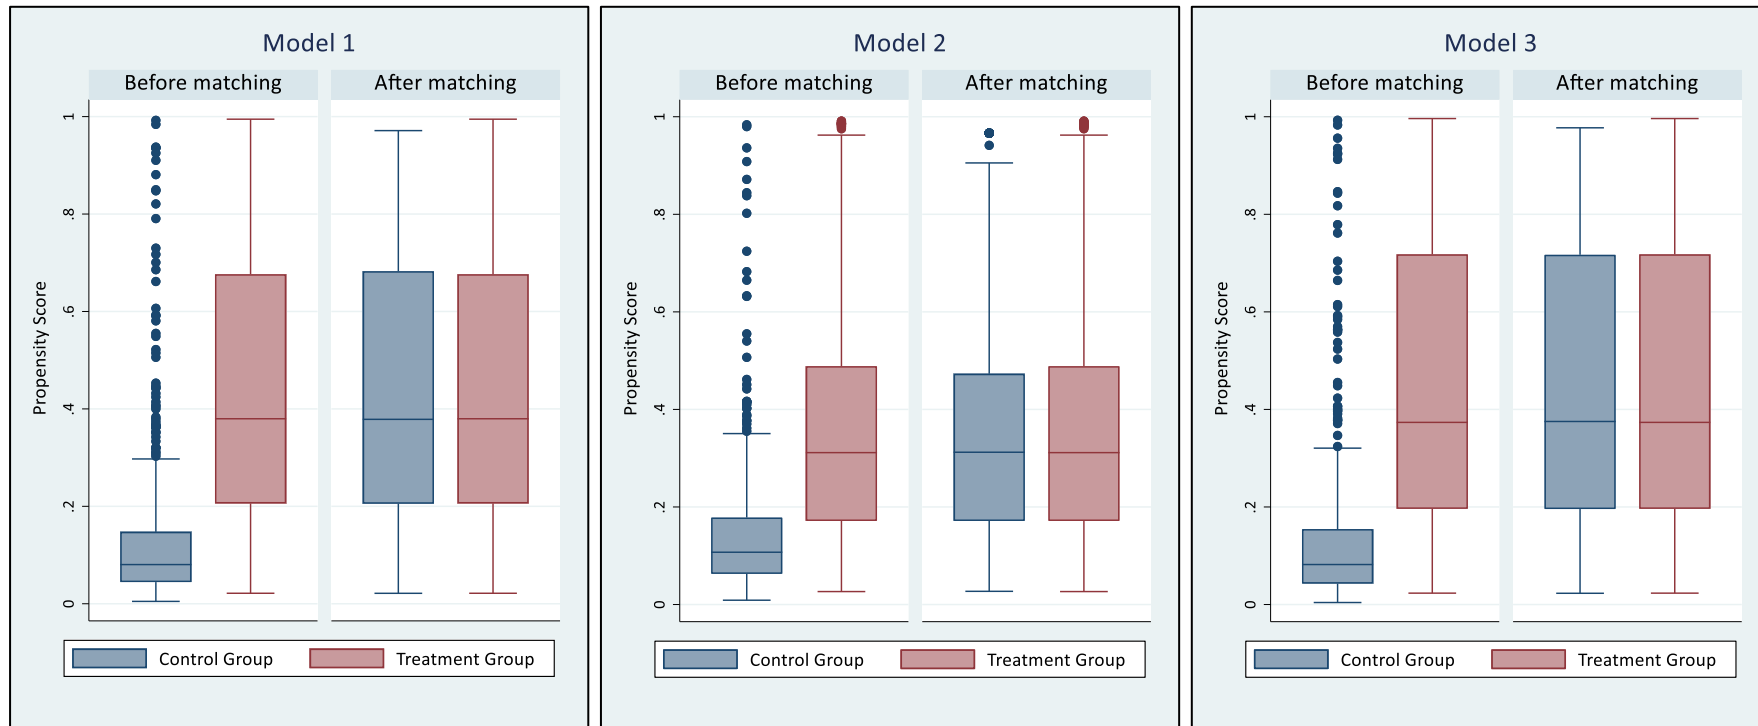 Model 1
Before matching
After matching
Propensity Score
1
.8
.6
.4
.2
0
Control Group
Treatment Group
Model 2
Before matching
After matching
Propensity Score
1
.8
.6
.4
.2
0
Control Group
Treatment Group
Model 3
Before matching
After matching
Propensity Score
1
.8
.6
.4
.2
0
Control Group
Treatment Group